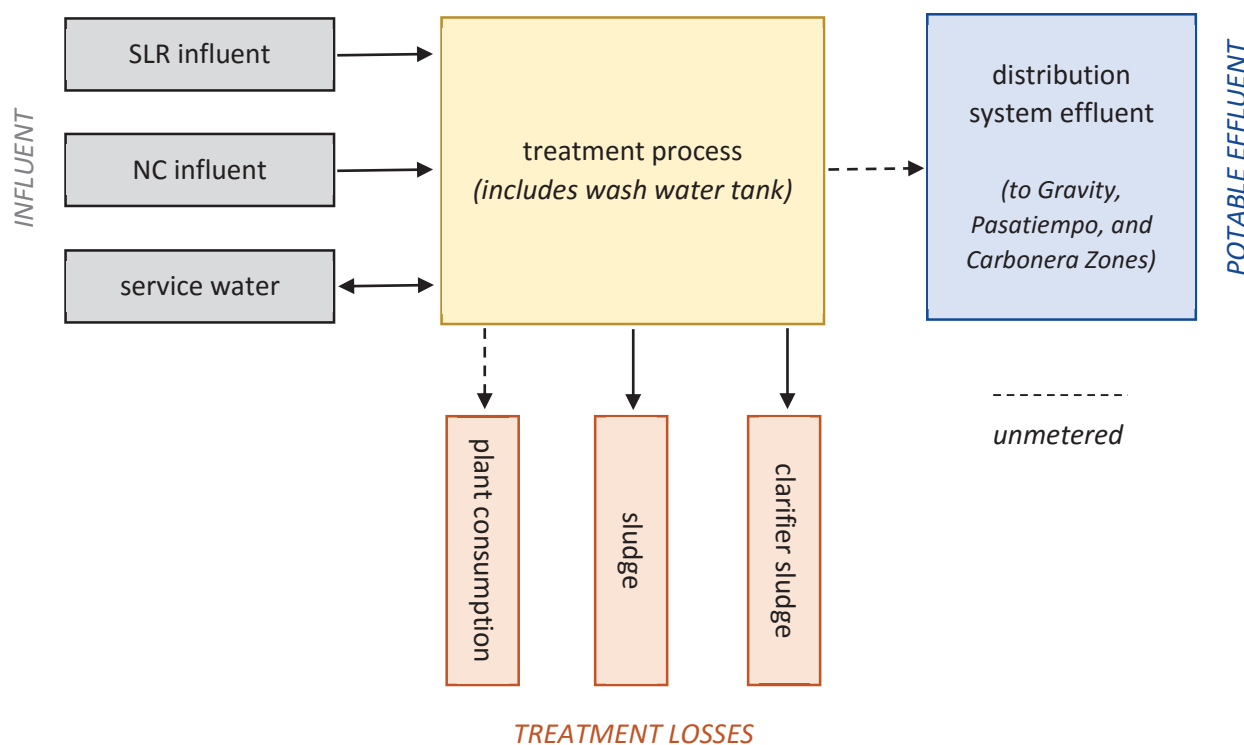 INFLUENT
SLR influent
NC influent
service water
treatment process
(includes wash water tank)
distribution
system effluent
(to Gravity,
Pasatiempo, and
Carbonera Zones)
POTABLE EFFLUENT
unmetered
plant consumption
sludge
clarifier sludge
TREATMENT LOSSES